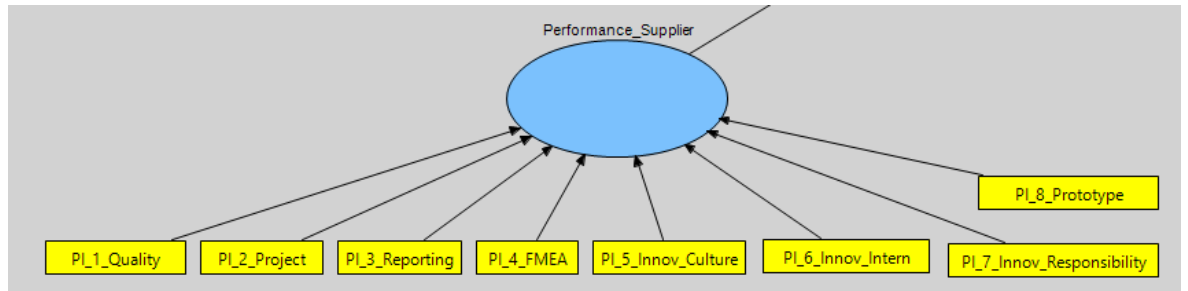 Performance_Supplier
PI_8_Prototype
PI_1_Quality
PI_2_Project
PI_3_Reporting
PI_4_FMEA
PI_5_Innov_Culture
PI_6_Innov_Intern
PI_7_Innov_Responsibility